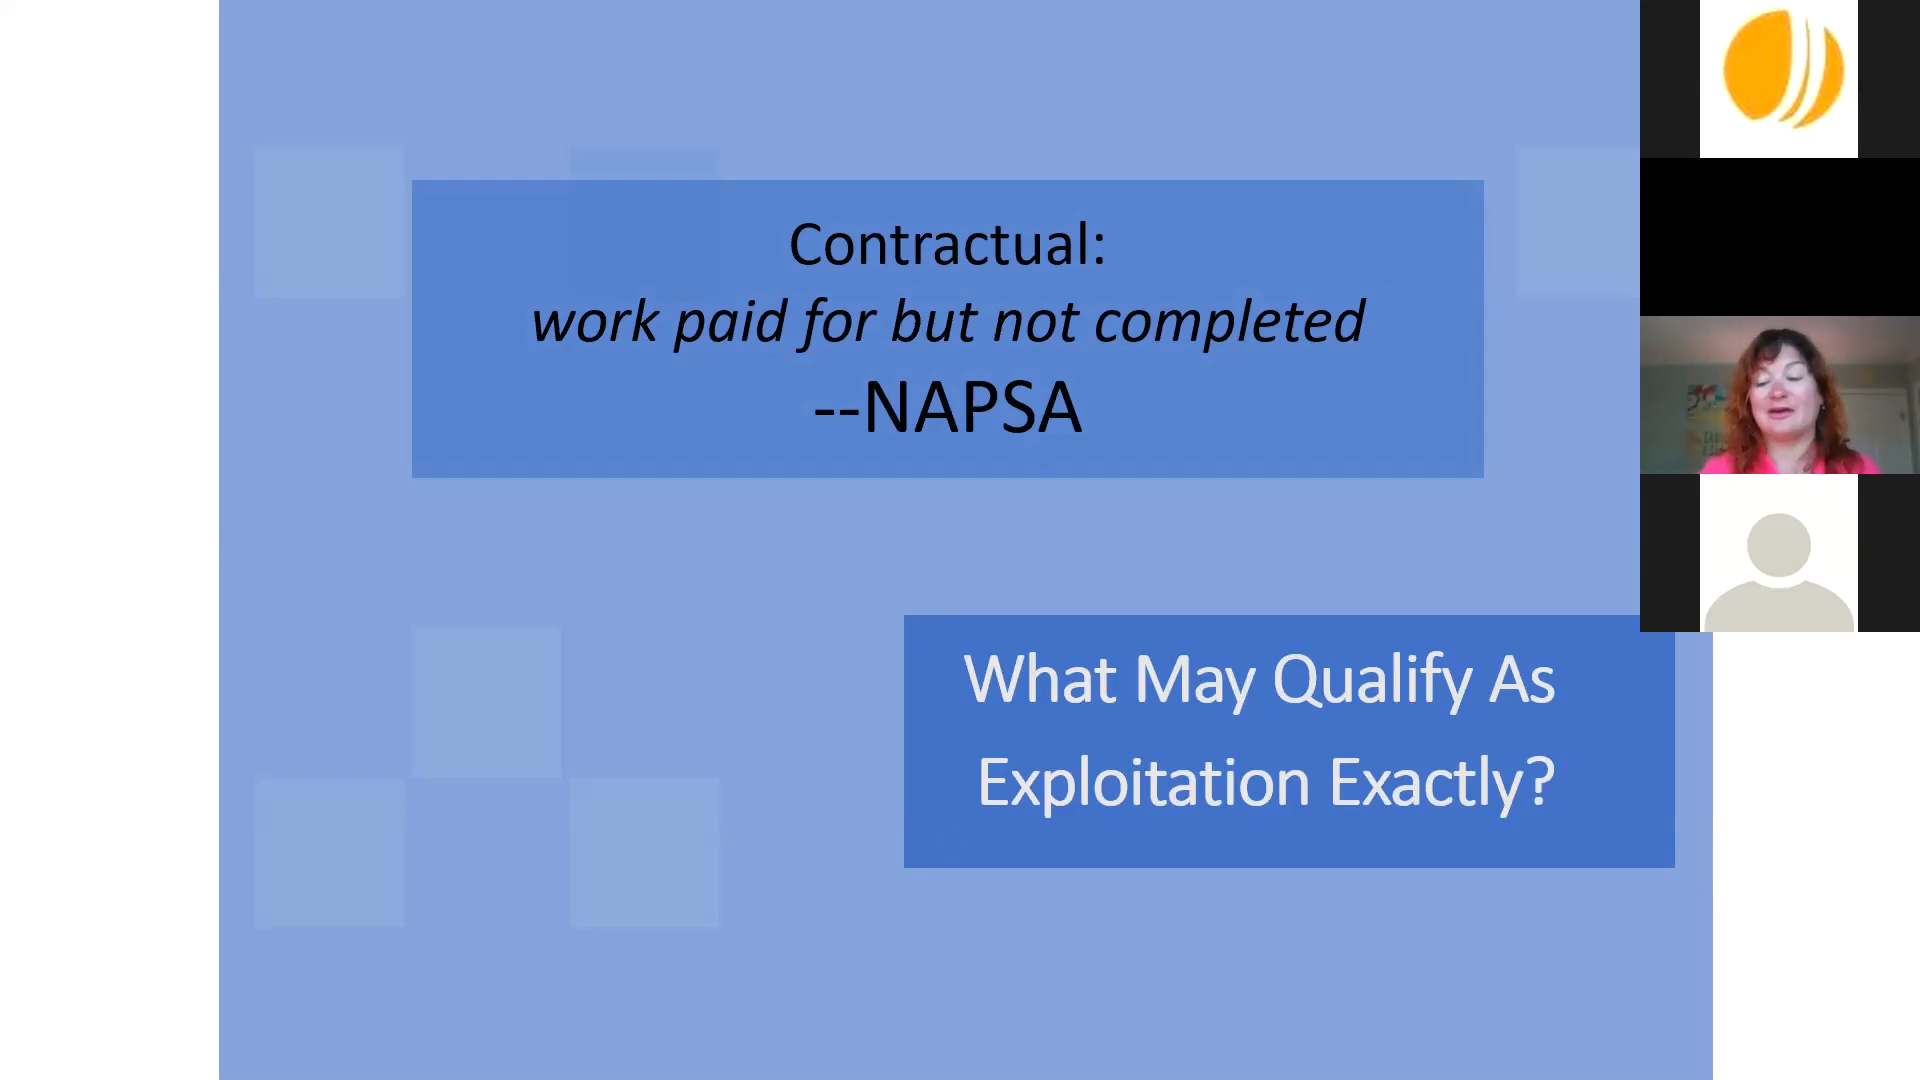 Contractual:
work paid for but not completed
--NAPSA
What May Qualify As
Exploitation Exactly?